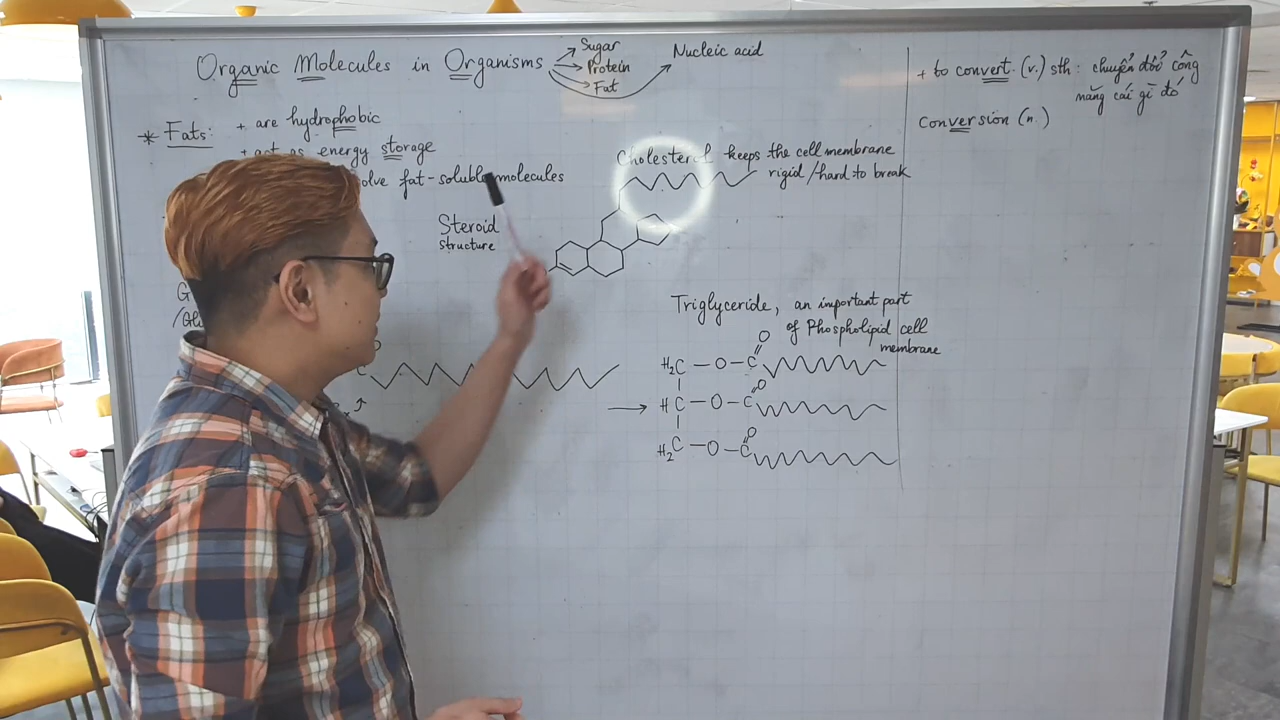 Organic Molecules in Organisms
Sugar
Protein
Fat
Nucleic acid
* Fats: + are hydrophobic
+ act as energy storage
fat-soluble molecules
Steroid
structure
Cholesterol keeps the cell membrane
rigid / hard to break
Triglyceride, an important part
of Phospholipid cell
membrane
H₂C - O - C
O
HC - O - C
O
H₂C - O - C
O
+ to convert (v.) sth: chuyển đổi công
năng cái gì đó
conversion (n.)